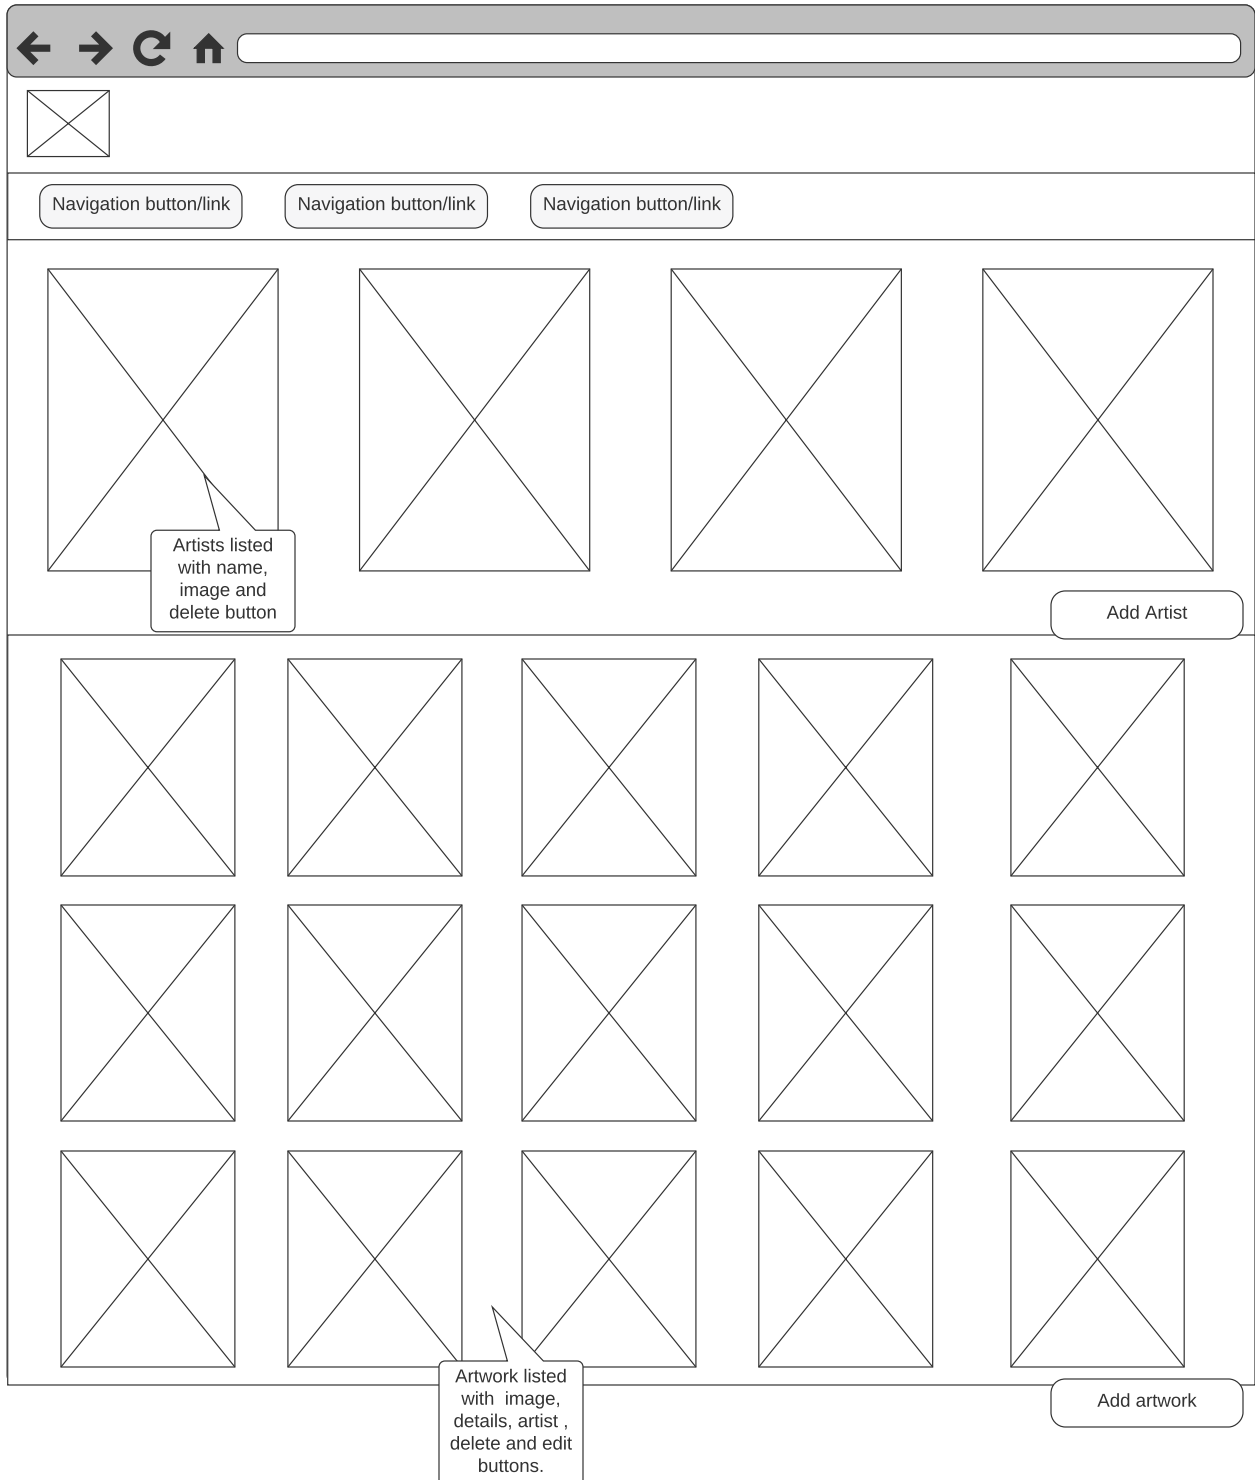 Navigation button/link
Navigation button/link
Navigation button/link
Artists listed
with name,
image and
delete button
Add Artist
Artwork listed
with  image,
details, artist ,
delete and edit
buttons.
Add artwork